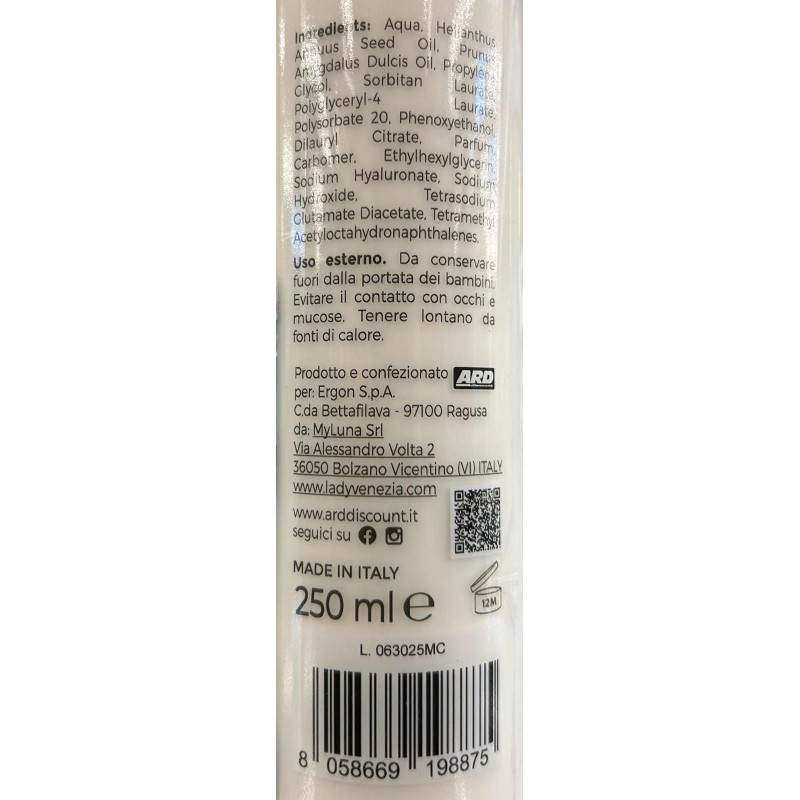 Ingredients: Aqua, Helianthus
Annuus Seed Oil, Prunus
Amygdalus Dulcis Oil, Propylene
Glycol, Sorbitan Laurate,
Polyglyceryl-4 Laurate,
Polysorbate 20, Phenoxyethanol,
Dilauryl Citrate, Parfum,
Carbomer, Ethylhexylglycerin,
Sodium Hyaluronate, Sodium
Hydroxide, Tetrasodium
Glutamate Diacetate, Tetramethyl
Acetyloctahydronaphthalenes.
Uso esterno. Da conservare
fuori dalla portata dei bambini.
Evitare il contatto con occhi e
mucose. Tenere lontano da
fonti di calore.
Prodotto e confezionato ARD
per: Ergon S.p.A.
C.da Bettafilava - 97100 Ragusa
da: MyLuna Srl
Via Alessandro Volta 2
36050 Bolzano Vicentino (VI) ITALY
www.ladyvenezia.com
www.arddiscount.it
seguici su
MADE IN ITALY
250 ml e
12M
L. 063025MC
8 058669 198875